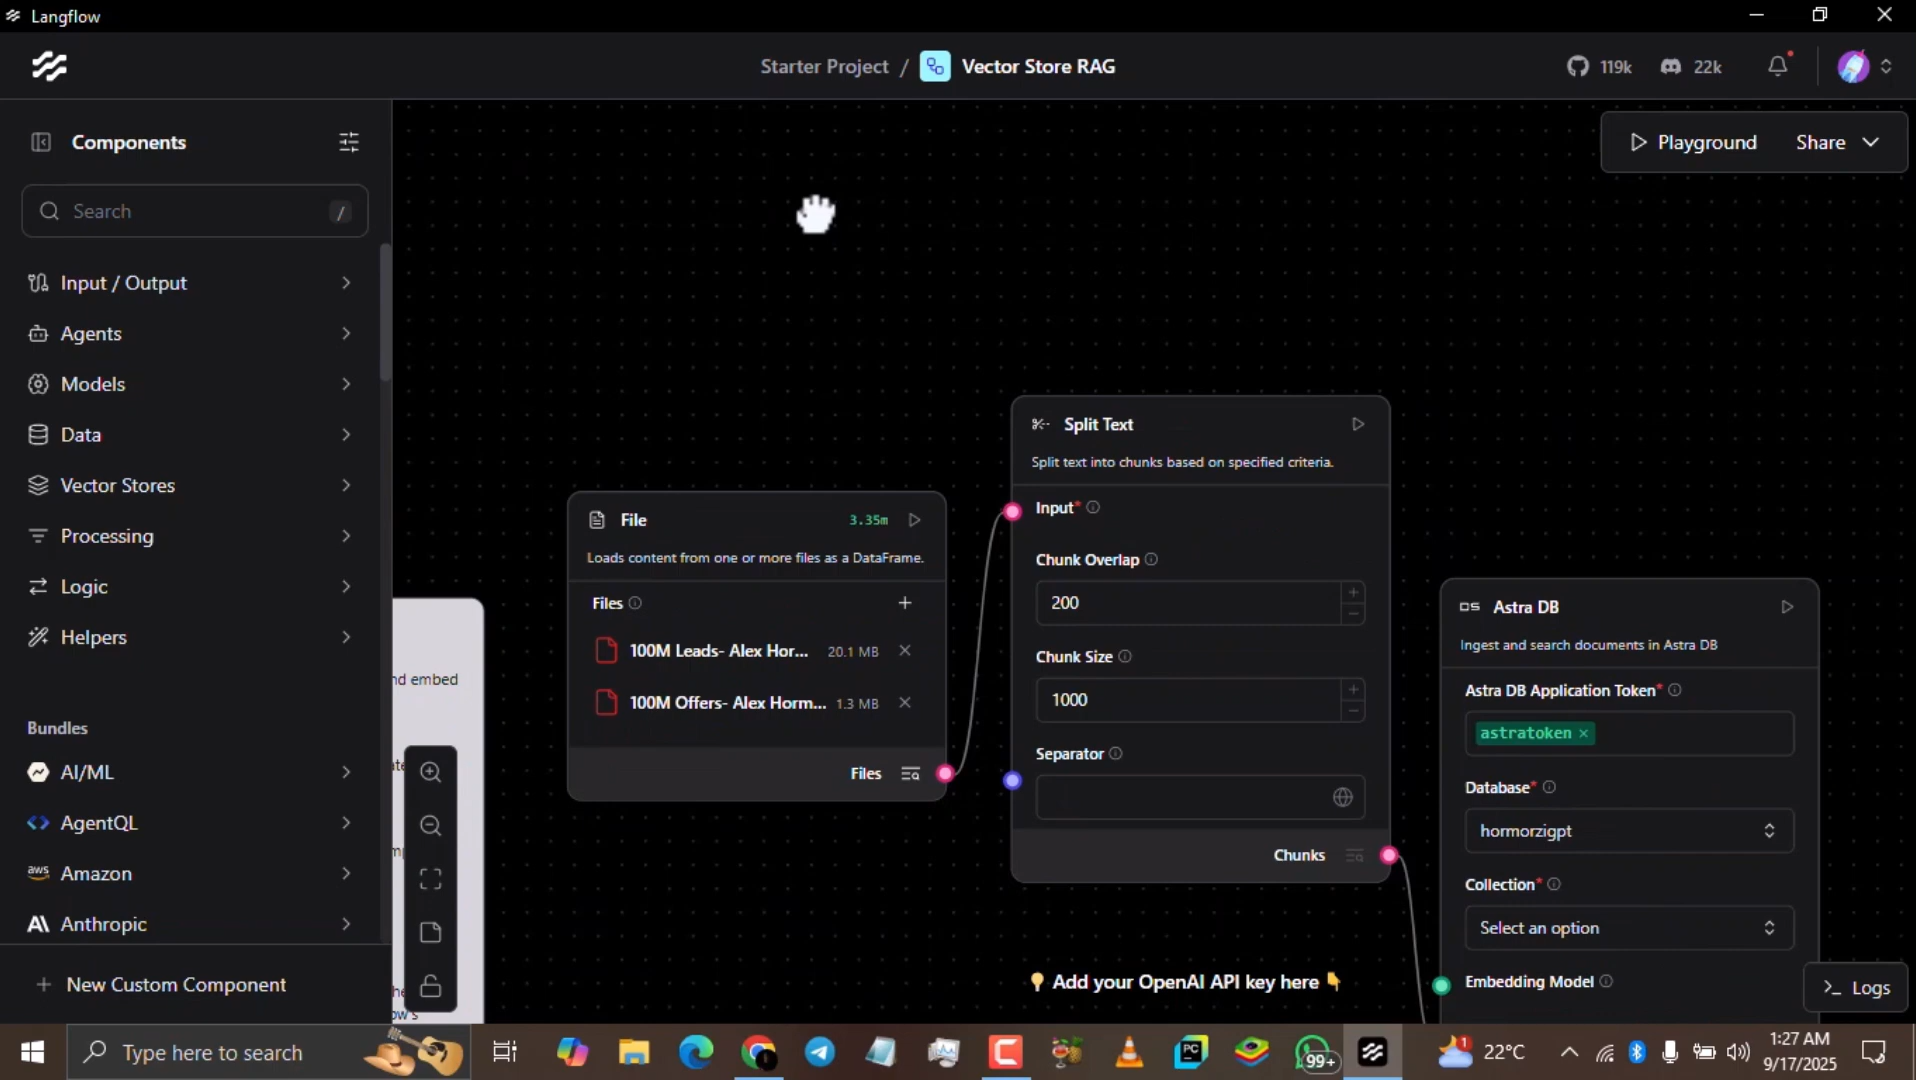 Langflow
Starter Project / Vector Store RAG
119k
22k
Components
Playground
Share
Search
/
Input / Output
Agents
Models
Data
Vector Stores
Processing
Logic
Helpers
Bundles
AI/ML
AgentQL
aws
Amazon
Anthropic
New Custom Component
nd embed
File
3.35m
Loads content from one or more files as a DataFrame.
Files
100M Leads- Alex Hor...
20.1 MB
100M Offers- Alex Horm...
1.3 MB
Files
Split Text
Split text into chunks based on specified criteria.
Input*
Chunk Overlap
200
Chunk Size
1000
Separator
Chunks
Add your OpenAI API key here
DS
Astra DB
Ingest and search documents in Astra DB
Astra DB Application Token*
astratoken
Database*
hormorzigpt
Collection*
Select an option
Embedding Model
Logs
Type here to search
PC
99+
1
22°C
1:27 AM
9/17/2025